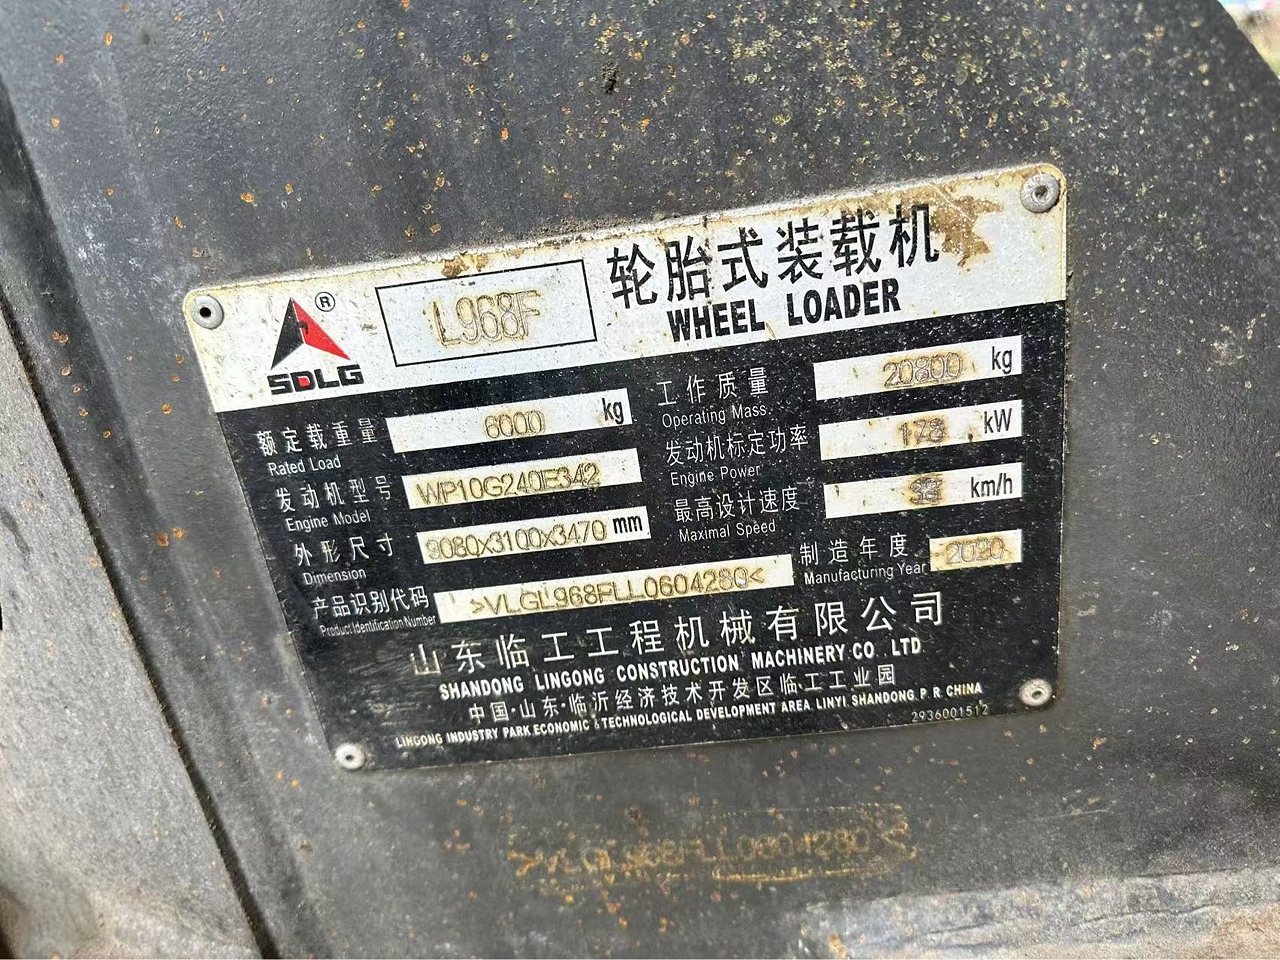 ®
SDLG
L968F
轮胎式装载机
WHEEL LOADER
额定载重量 6000 kg
Rated Load
工作质量 20800 kg
Operating Mass.
发动机型号 WP10G240E342
Engine Model
发动机标定功率 178 kW
Engine Power
外形尺寸 9080x3100x3470 mm
Dimension
最高设计速度 km/h
Maximal Speed
产品识别代码 >VLGL968FLL0604280<
Product Identification Number
制造年度 2020
Manufacturing Year
山东临工工程机械有限公司
SHANDONG LINGONG CONSTRUCTION MACHINERY CO LTD
中国·山东·临沂经济技术开发区临工工业园
LINGONG INDUSTRY PARK ECONOMIC & TECHNOLOGICAL DEVELOPMENT AREA LINYI SHANDONG P. R. CHINA
2936001512
>VLGL968FLL0604280<